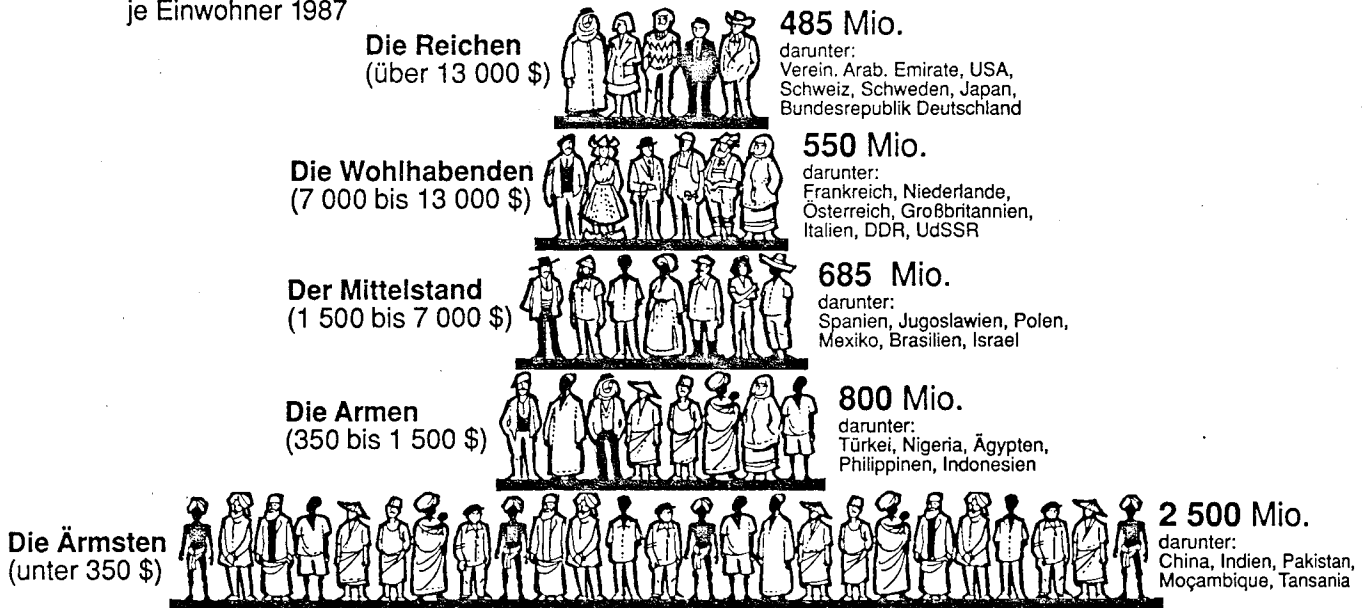 je Einwohner 1987
Die Reichen
(über 13 000 $)
485 Mio.
darunter:
Verein. Arab. Emirate, USA,
Schweiz, Schweden, Japan,
Bundesrepublik Deutschland
Die Wohlhabenden
(7 000 bis 13 000 $)
550 Mio.
darunter:
Frankreich, Niederlande,
Österreich, Großbritannien,
Italien, DDR, UdSSR
Der Mittelstand
(1 500 bis 7 000 $)
685 Mio.
darunter:
Spanien, Jugoslawien, Polen,
Mexiko, Brasilien, Israel
Die Armen
(350 bis 1 500 $)
800 Mio.
darunter:
Türkei, Nigeria, Ägypten,
Philippinen, Indonesien
Die Ärmsten
(unter 350 $)
2 500 Mio.
darunter:
China, Indien, Pakistan,
Moçambique, Tansania